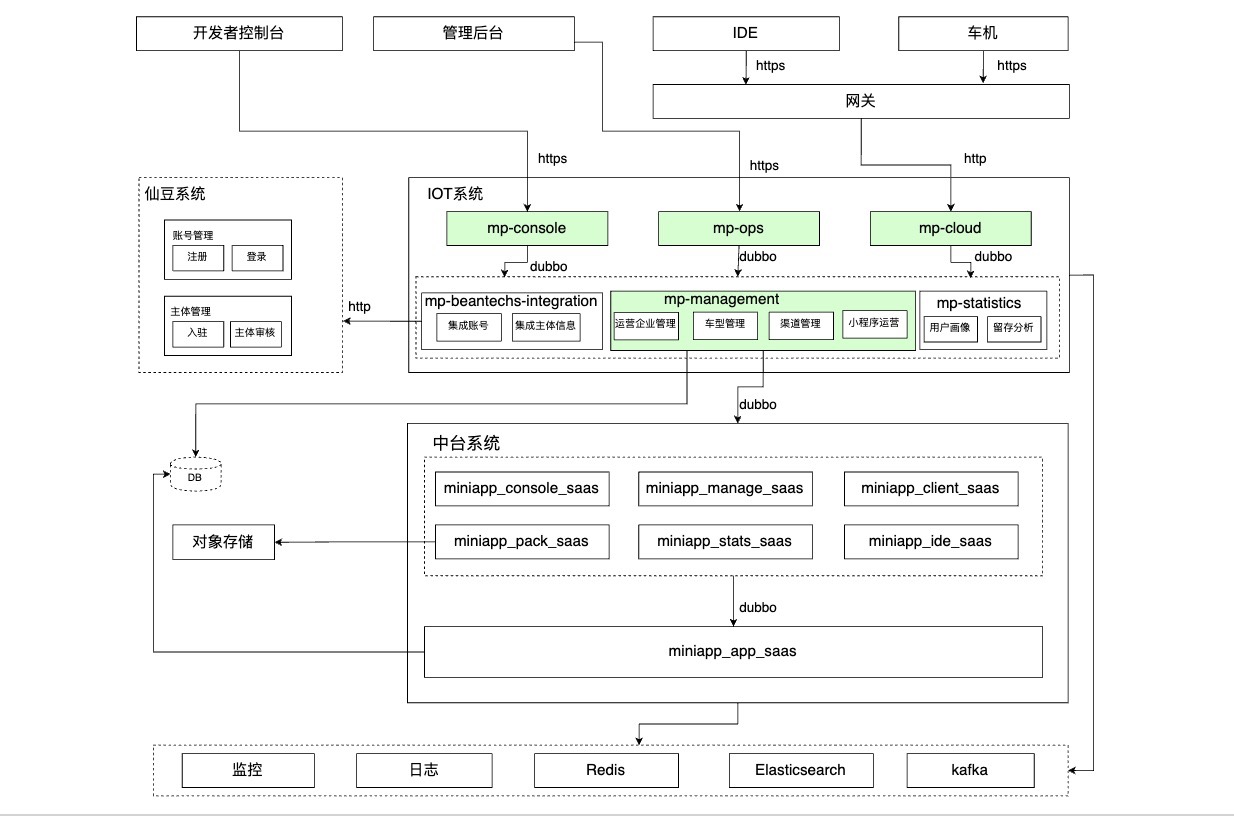 开发者控制台
管理后台
IDE
车机
https
https
网关
https
https
http
仙豆系统
账号管理
注册
登录
主体管理
入驻
主体审核
http
IOT系统
mp-console
mp-ops
mp-cloud
dubbo
dubbo
dubbo
mp-beantechs-integration
集成账号
集成主体信息
mp-management
运营企业管理
车型管理
渠道管理
小程序运营
mp-statistics
用户画像
留存分析
dubbo
DB
对象存储
中台系统
miniapp_console_saas
miniapp_manage_saas
miniapp_client_saas
miniapp_pack_saas
miniapp_stats_saas
miniapp_ide_saas
dubbo
miniapp_app_saas
监控
日志
Redis
Elasticsearch
kafka